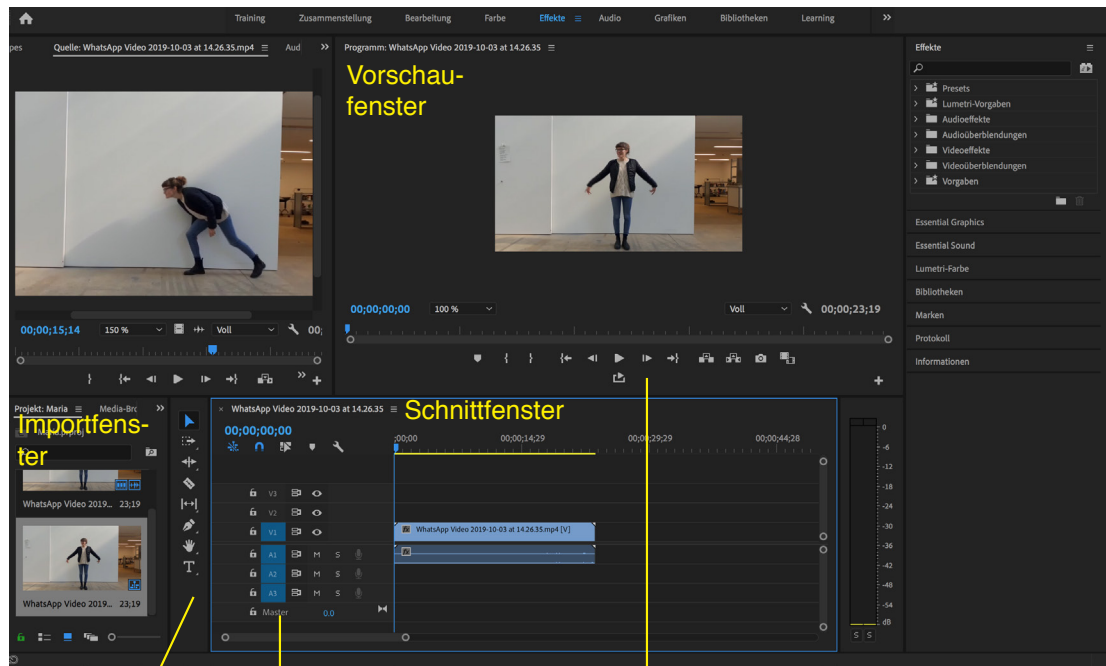 Training Zusammenstellung Bearbeitung Farbe Effekte Audio Grafiken Bibliotheken Learning
pes Quelle: WhatsApp Video 2019-10-03 at 14.26.35.mp4 Aud
Programm: WhatsApp Video 2019-10-03 at 14.26.35
Vorschau-
fenster
00;00;15;14 150 % Voll 00;
00;00;00;00 100 % Voll 00;00;23;19
Effekte
Presets
Lumetri-Vorgaben
Audioeffekte
Audioüberblendungen
Videoeffekte
Videoüberblendungen
Vorgaben
Essential Graphics
Essential Sound
Lumetri-Farbe
Bibliotheken
Marken
Protokoll
Informationen
Projekt: Maria Media-Brc
Importfens-
ter
WhatsApp Video 2019... 23;19
WhatsApp Video 2019... 23;19
T
× WhatsApp Video 2019-10-03 at 14.26.35
Schnittfenster
00;00;00;00
;00;00 00;00;14;29 00;00;29;29 00;00;44;28
V3
V2
V1 fx WhatsApp Video 2019-10-03 at 14.26.35.mp4 [V]
A1 M S fx
A2 M S
A3 M S
Master 0.0
0
-6
-12
-18
-24
-30
-36
-42
-48
-54
dB
S S